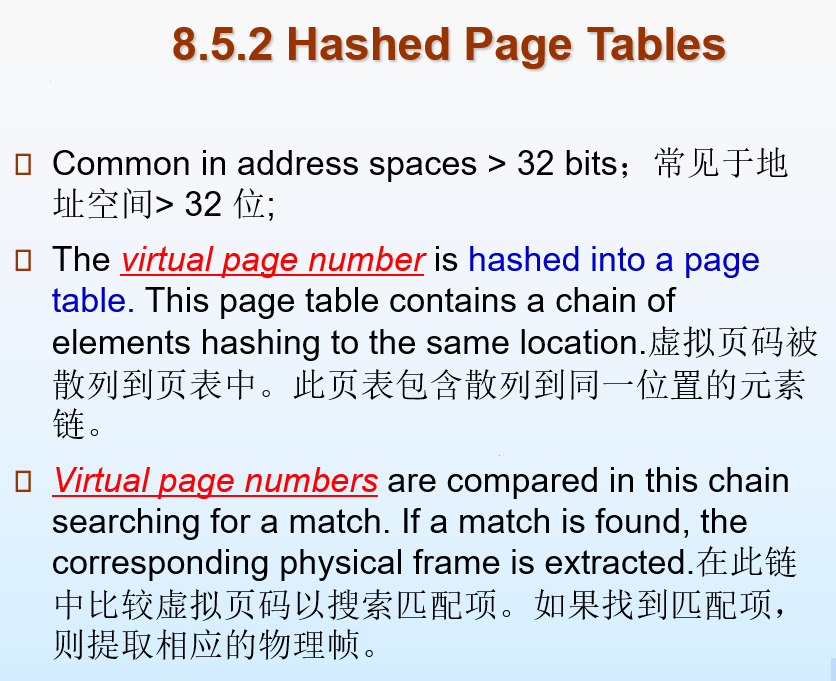 8.5.2 Hashed Page Tables
Common in address spaces > 32 bits；常见于地
址空间> 32 位;
The virtual page number is hashed into a page
table. This page table contains a chain of
elements hashing to the same location.虚拟页码被
散列到页表中。此页表包含散列到同一位置的元素
链。
Virtual page numbers are compared in this chain
searching for a match. If a match is found, the
corresponding physical frame is extracted.在此链
中比较虚拟页码以搜索匹配项。如果找到匹配项，
则提取相应的物理帧。